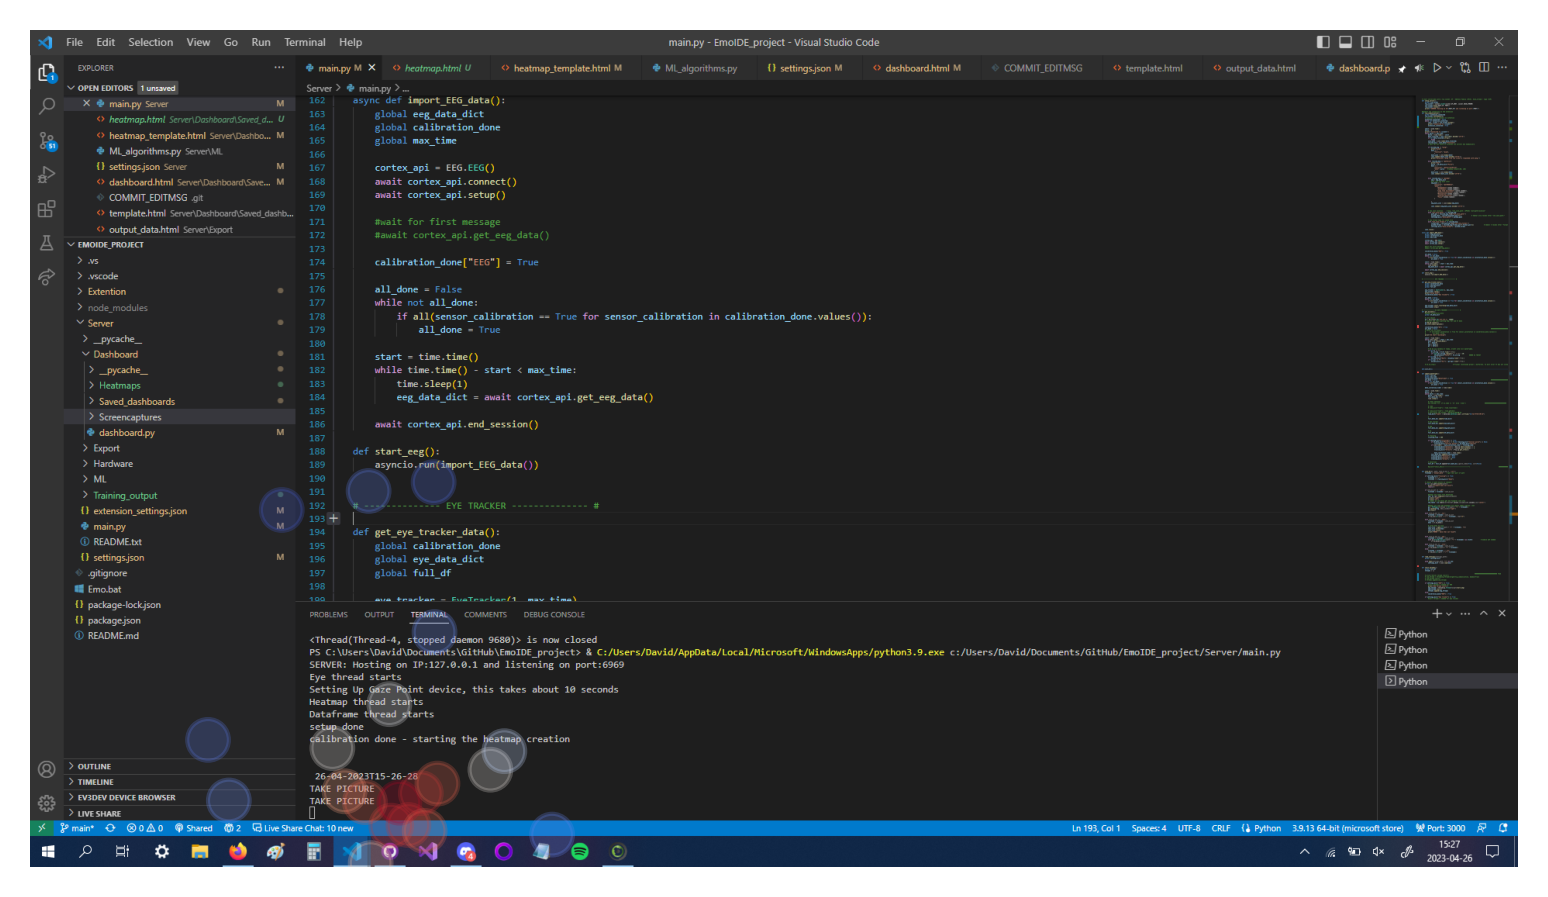 File Edit Selection View Go Run Terminal Help
main.py - EmoIDE_project - Visual Studio Code
EXPLORER
main.py M
heatmap.html U
heatmap_template.html M
ML_algorithms.py
settings.json M
dashboard.html M
COMMIT_EDITMSG
template.html
output_data.html
dashboard.p
OPEN EDITORS 1 unsaved
main.py Server M
heatmap.html Server\Dashboard\Saved_d... U
heatmap_template.html Server\Dashbo... M
ML_algorithms.py Server\ML
{} settings.json Server M
dashboard.html Server\Dashboard\Save... M
COMMIT_EDITMSG .git
template.html Server\Dashboard\Saved_dashb...
output_data.html Server\Export
EMOIDE_PROJECT
.vs
.vscode
Extention
node_modules
Server
__pycache__
Dashboard
__pycache__
Heatmaps
Saved_dashboards
Screencaptures
dashboard.py M
Export
Hardware
ML
Training_output
{} extension_settings.json M
main.py M
README.txt
{} settings.json M
.gitignore
Emo.bat
{} package-lock.json
{} package.json
README.md
OUTLINE
TIMELINE
EV3DEV DEVICE BROWSER
LIVE SHARE
Server > main.py > ...
162 async def import_EEG_data():
163 global eeg_data_dict
164 global calibration_done
165 global max_time
166
167 cortex_api = EEG.EEG()
168 await cortex_api.connect()
169 await cortex_api.setup()
170
171 #wait for first message
172 #await cortex_api.get_eeg_data()
173
174 calibration_done["EEG"] = True
175
176 all_done = False
177 while not all_done:
178 if all(sensor_calibration == True for sensor_calibration in calibration_done.values()):
179 all_done = True
180
181 start = time.time()
182 while time.time() - start < max_time:
183 time.sleep(1)
184 eeg_data_dict = await cortex_api.get_eeg_data()
185
186 await cortex_api.end_session()
187
188 def start_eeg():
189 asyncio.run(import_EEG_data())
190
191
192 # -------------- EYE TRACKER -------------- #
193
194 def get_eye_tracker_data():
195 global calibration_done
196 global eye_data_dict
197 global full_df
198
199 eye_tracker = EyeTracker(1, max_time)
PROBLEMS OUTPUT TERMINAL COMMENTS DEBUG CONSOLE
<Thread(Thread-4, stopped daemon 9680)> is now closed
PS C:\Users\David\Documents\GitHub\EmoIDE_project> & C:/Users/David/AppData/Local/Microsoft/WindowsApps/python3.9.exe c:/Users/David/Documents/GitHub/EmoIDE_project/Server/main.py
SERVER: Hosting on IP:127.0.0.1 and listening on port:6969
Eye thread starts
Setting Up Gaze Point device, this takes about 10 seconds
Heatmap thread starts
Dataframe thread starts
setup done
calibration done - starting the heatmap creation
26-04-2023T15-26-28
TAKE PICTURE
TAKE PICTURE
Python
Python
Python
Python
main* 0 0 Shared 2 Live Share Chat: 10 new
Ln 193, Col 1 Spaces: 4 UTF-8 CRLF Python 3.9.13 64-bit (microsoft store) Port: 3000
15:27
2023-04-26